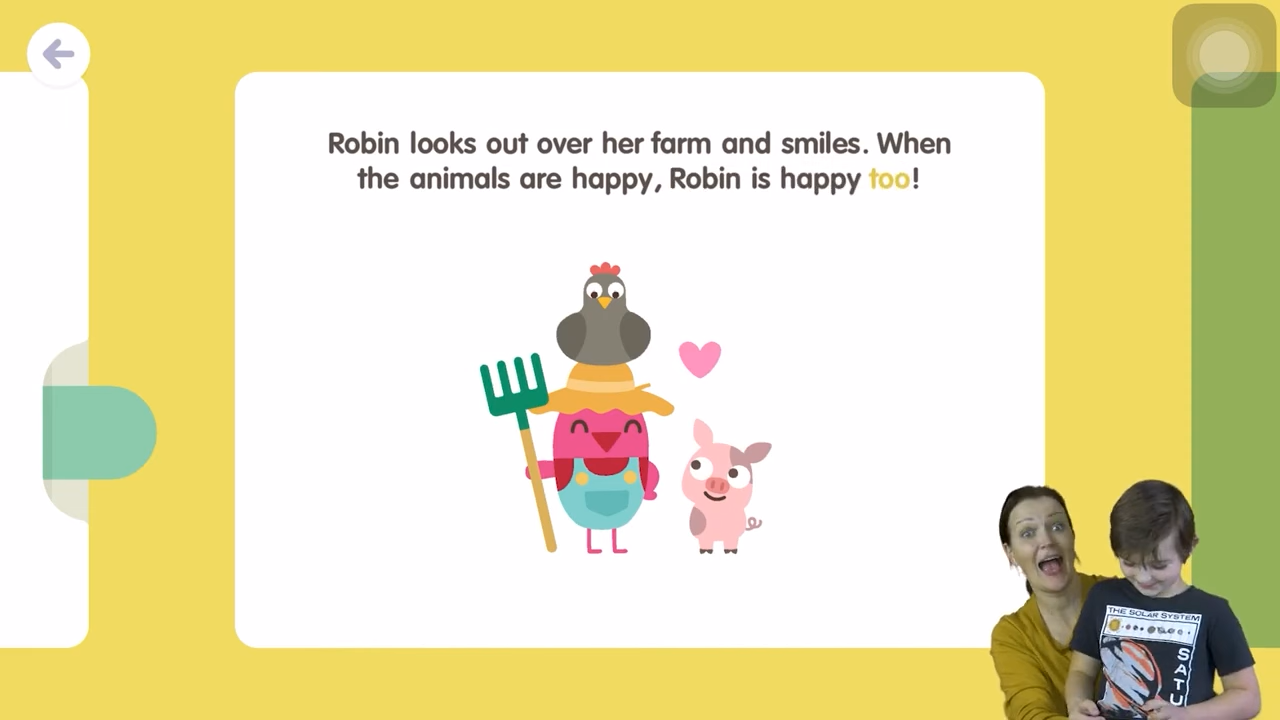 Robin looks out over her farm and smiles. When
the animals are happy, Robin is happy too!
THE SOLAR SYSTEM
SATU